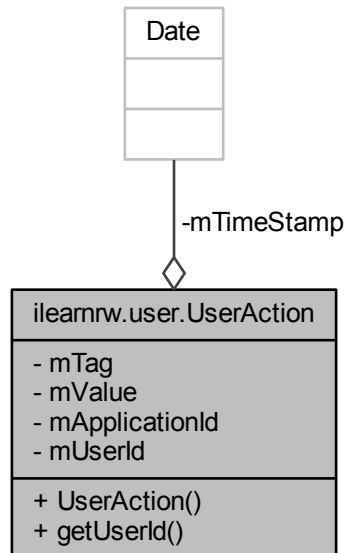 Date
-mTimeStamp
ilearnrw.user.UserAction
- mTag
- mValue
- mApplicationId
- mUserId
+ UserAction()
+ getUserId()